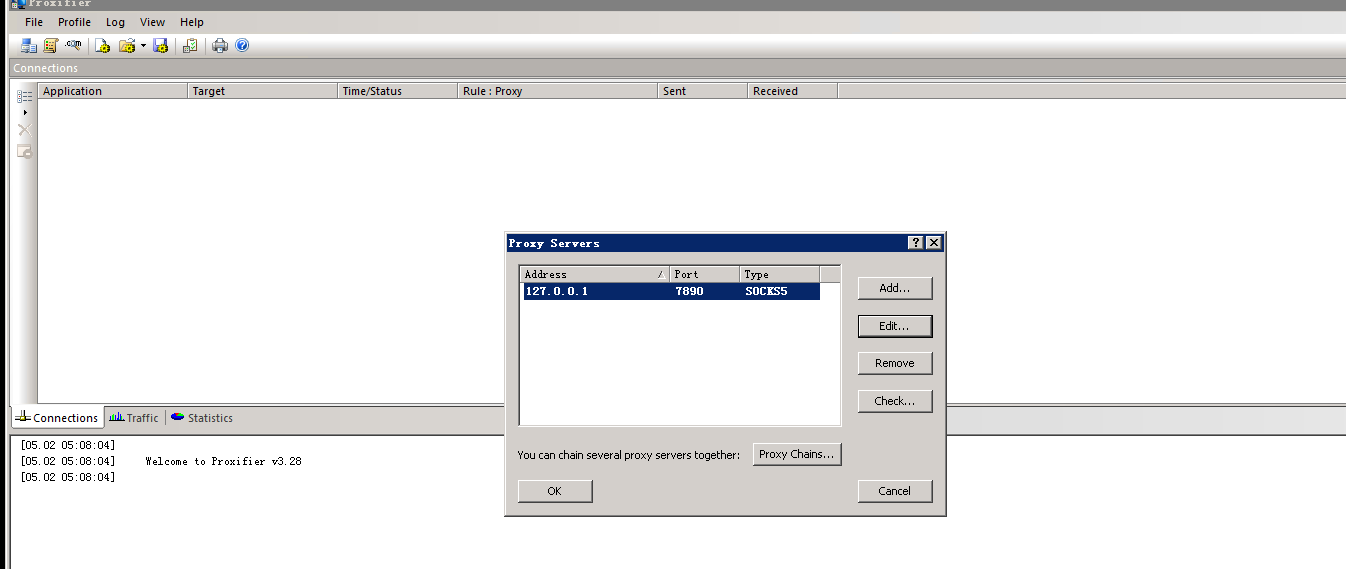 Proxifier
File Profile Log View Help
Connections
Application Target Time/Status Rule : Proxy Sent Received
Proxy Servers
Address Port Type
127.0.0.1 7890 SOCKS5
Add...
Edit...
Remove
Check...
You can chain several proxy servers together: Proxy Chains...
OK Cancel
Connections Traffic Statistics
[05.02 05:08:04]
[05.02 05:08:04] Welcome to Proxifier v3.28
[05.02 05:08:04]